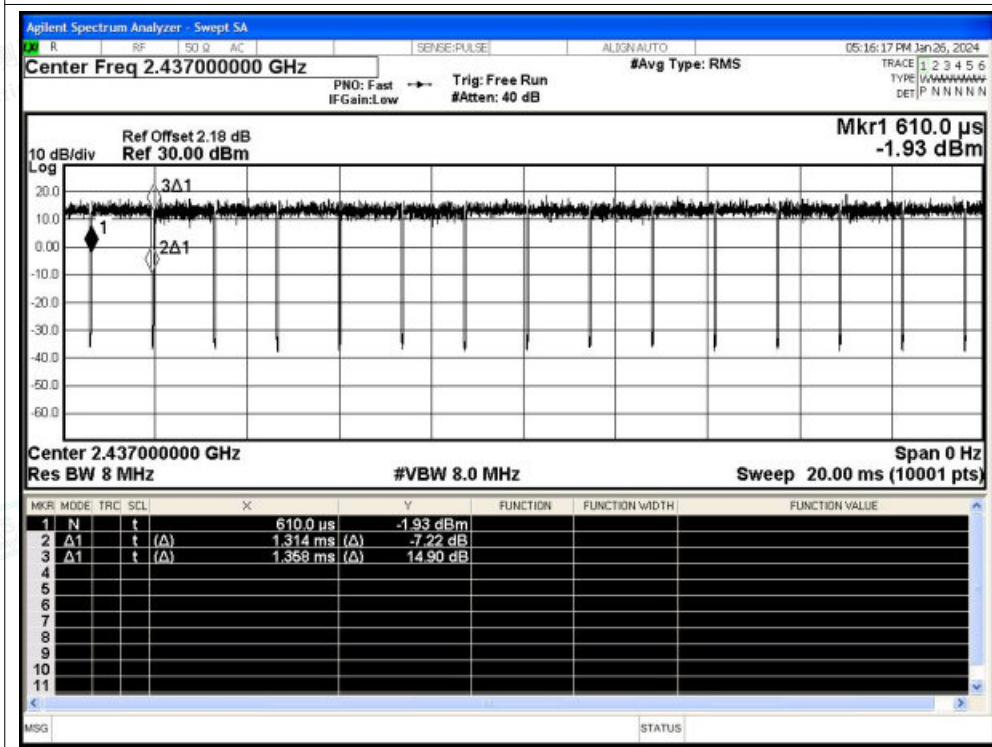 Agilent Spectrum Analyzer - Swept SA
LXI R RF 50 Ω AC SENSE:PULSE ALIGN AUTO 05:16:17 PM Jan 26, 2024
Center Freq 2.437000000 GHz #Avg Type: RMS TRACE 1 2 3 4 5 6
PNO: Fast Trig: Free Run TYPE WWWWWW
IFGain:Low #Atten: 40 dB DET P N N N N N
Mkr1 610.0 µs
Ref Offset 2.18 dB
10 dB/div Ref 30.00 dBm -1.93 dBm
Log
20.0
10.0
0.00
-10.0
-20.0
-30.0
-40.0
-50.0
-60.0
3Δ1
1
2Δ1
Center 2.437000000 GHz Span 0 Hz
Res BW 8 MHz #VBW 8.0 MHz Sweep 20.00 ms (10001 pts)
MKR MODE TRC SCL X Y FUNCTION FUNCTION WIDTH FUNCTION VALUE
1 N t 610.0 µs -1.93 dBm
2 Δ1 t (Δ) 1.314 ms (Δ) -7.22 dB
3 Δ1 t (Δ) 1.358 ms (Δ) 14.90 dB
4
5
6
7
8
9
10
11
MSG STATUS